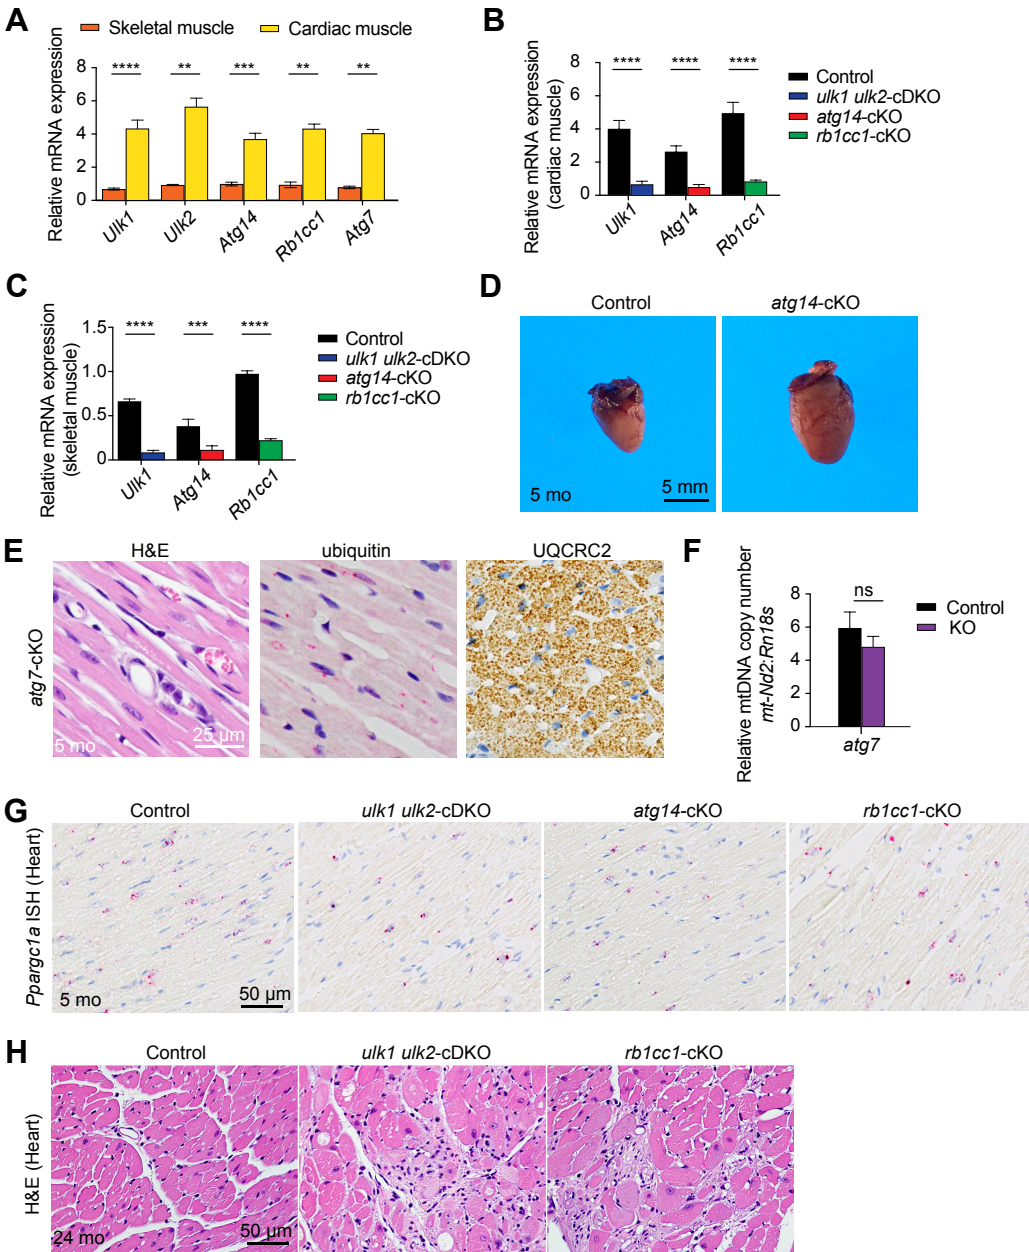 A
Skeletal muscle
Cardiac muscle
Relative mRNA expression
8
6
4
2
0
****
**
***
**
**
Ulk1
Ulk2
Atg14
Rb1cc1
Atg7
B
Relative mRNA expression
(cardiac muscle)
8
6
4
2
0
****
****
****
Ulk1
Atg14
Rb1cc1
Control
ulk1 ulk2-cDKO
atg14-cKO
rb1cc1-cKO
C
Relative mRNA expression
(skeletal muscle)
1.5
1.0
0.5
0
****
***
****
Ulk1
Atg14
Rb1cc1
Control
ulk1 ulk2-cDKO
atg14-cKO
rb1cc1-cKO
D
Control
atg14-cKO
5 mo
5 mm
E
H&E
ubiquitin
UQCRC2
atg7-cKO
5 mo
25 µm
F
Relative mtDNA copy number
mt-Nd2:Rn18s
8
6
4
2
0
ns
atg7
Control
KO
G
Control
ulk1 ulk2-cDKO
atg14-cKO
rb1cc1-cKO
Ppargc1a ISH (Heart)
5 mo
50 µm
H
Control
ulk1 ulk2-cDKO
rb1cc1-cKO
H&E (Heart)
24 mo
50 µm